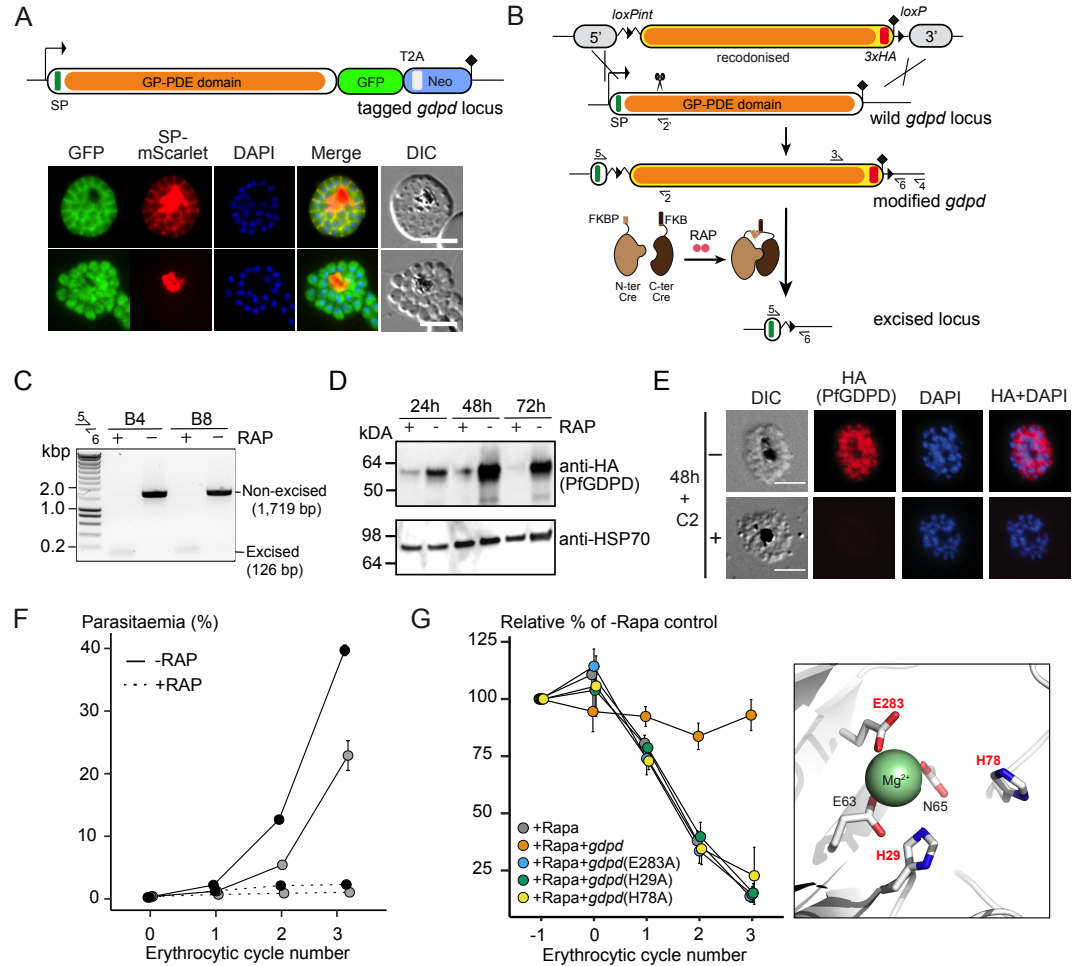 A
T2A
GP-PDE domain
GFP
Neo
SP
tagged gdpd locus
GFP
SP-
mScarlet
DAPI
Merge
DIC
B
loxPint
loxP
5'
3'
recodonised
3xHA
GP-PDE domain
SP
2'
wild gdpd locus
5
3
2
6
4
modified gdpd
FKBP
FKB
RAP
N-ter
Cre
C-ter
Cre
5
6
excised locus
C
5
6
B4
B8
+
–
+
–
RAP
kbp
2.0
1.0
0.2
Non-excised
(1,719 bp)
Excised
(126 bp)
D
24h
48h
72h
+
-
+
-
+
-
RAP
kDA
64
50
anti-HA
(PfGDPD)
98
64
anti-HSP70
E
DIC
HA
(PfGDPD)
DAPI
HA+DAPI
48h
+
C2
–
+
F
Parasitaemia (%)
-RAP
+RAP
40
30
20
10
0
0
1
2
3
Erythrocytic cycle number
G
Relative % of -Rapa control
125
100
75
50
25
+Rapa
+Rapa+gdpd
+Rapa+gdpd(E283A)
+Rapa+gdpd(H29A)
+Rapa+gdpd(H78A)
-1
0
1
2
3
Erythrocytic cycle number
E283
Mg2+
H78
E63
N65
H29